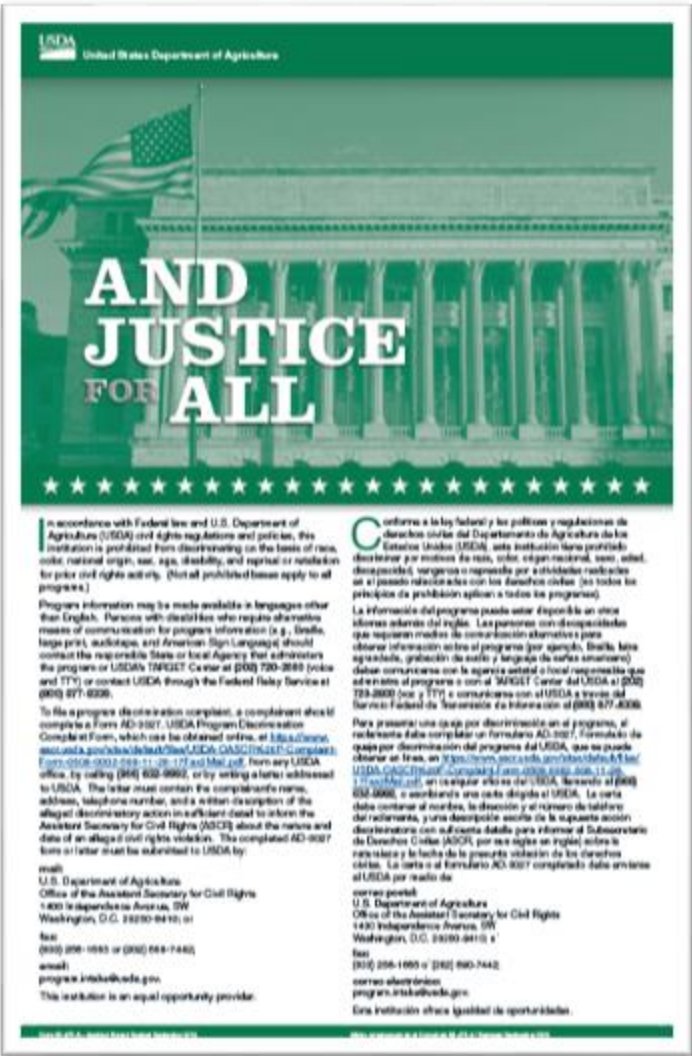 USDA
United States Department of Agriculture
AND
JUSTICE
FOR ALL
In accordance with Federal law and U.S. Department of
Agriculture (USDA) civil rights regulations and policies, this
institution is prohibited from discriminating on the basis of race,
color, national origin, sex, age, disability, and reprisal or retaliation
for prior civil rights activity. (Not all prohibited bases apply to all
programs.)
Program information may be made available in languages other
than English. Persons with disabilities who require alternative
means of communication for program information (e.g., Braille,
large print, audiotape, and American Sign Language) should
contact the responsible State or local Agency that administers
the program or USDA's TARGET Center at (202) 720-2600 (voice
and TTY) or contact USDA through the Federal Relay Service at
(800) 877-8339.
To file a program discrimination complaint, a complainant should
complete a Form AD-3027, USDA Program Discrimination
Complaint Form, which can be obtained online, at https://www.
from any USDA
office, by calling (866) 632-9992, or by writing a letter addressed
to USDA. The letter must contain the complainant's name,
address, telephone number, and a written description of the
alleged discriminatory action in sufficient detail to inform the
Assistant Secretary for Civil Rights (ASCR) about the nature and
date of an alleged civil rights violation. The completed AD-3027
form or letter must be submitted to USDA by:
mail:
U.S. Department of Agriculture
Office of the Assistant Secretary for Civil Rights
1400 Independence Avenue, SW
Washington, D.C. 20250-9410; or
fax:
email:
program.intake@usda.gov.
This institution is an equal opportunity provider.
Conforme a la ley federal y las políticas y regulaciones de
derechos civiles del Departamento de Agricultura de los
Estados Unidos (USDA), esta institución tiene prohibido
discriminar por motivos de raza, color, origen nacional, sexo, edad,
discapacidad, venganza o represalia por actividades realizadas
en el pasado relacionadas con los derechos civiles (no todos los
principios de prohibición aplican a todos los programas).
La información del programa puede estar disponible en otros
idiomas además del inglés. Las personas con discapacidades
que requieran medios de comunicación alternativos para
obtener información sobre el programa (por ejemplo, Braille, letra
agrandada, grabación de audio y lenguaje de señas americano)
deben comunicarse con la agencia estatal o local responsable que
administra el programa o con el TARGET Center del USDA al (202)
720-2600 (voz y TTY) o comunicarse con el USDA a través del
Servicio Federal de Transmisión de Información al (800) 877-8339.
Para presentar una queja por discriminación en el programa, el
reclamante debe completar un formulario AD-3027, Formulario de
queja por discriminación del programa del USDA, que se puede
obtener en línea, en
en cualquier oficina del USDA, llamando al (866)
632-9992, o escribiendo una carta dirigida al USDA. La carta
debe contener el nombre, la dirección y el número de teléfono
del reclamante, y una descripción escrita de la supuesta acción
discriminatoria con suficiente detalle para informar al Subsecretario
de Derechos Civiles (ASCR, por sus siglas en inglés) sobre la
naturaleza y la fecha de la presunta violación de los derechos
civiles. La carta o el formulario AD-3027 completado debe enviarse
al USDA por medio de:
correo postal:
U.S. Department of Agriculture
Office of the Assistant Secretary for Civil Rights
1400 Independence Avenue, SW
Washington, D.C. 20250-9410; o
fax:
correo electrónico:
program.intake@usda.gov.
Esta institución ofrece igualdad de oportunidades.